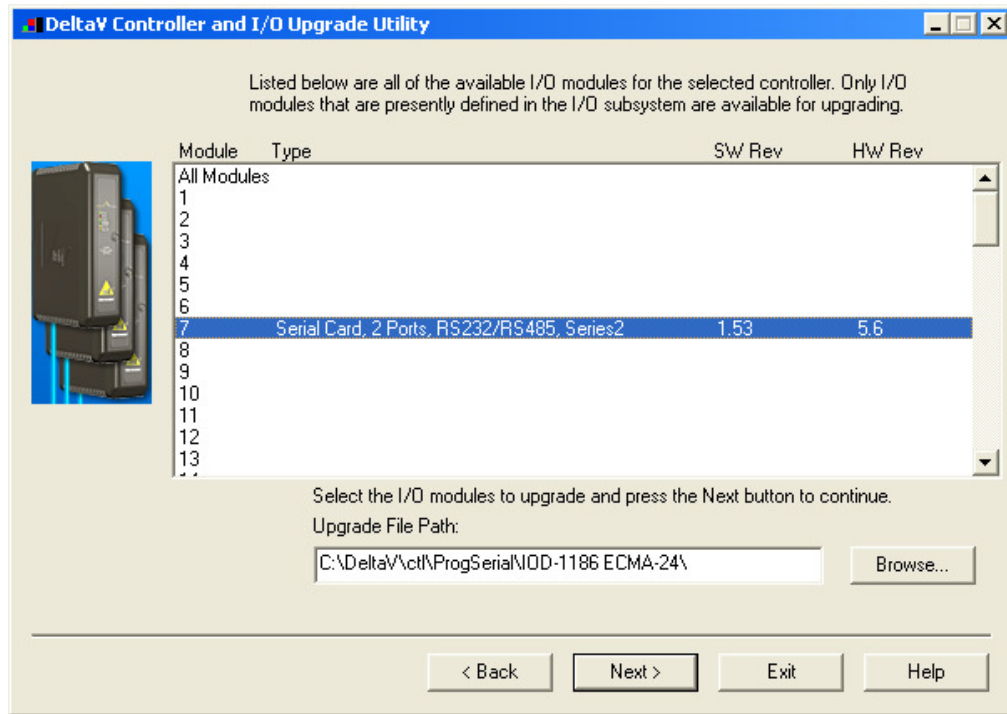 DeltaV Controller and I/O Upgrade Utility
Listed below are all of the available I/O modules for the selected controller. Only I/O
modules that are presently defined in the I/O subsystem are available for upgrading.
Module Type SW Rev HW Rev
All Modules
1
2
3
4
5
6
7 Serial Card, 2 Ports, RS232/RS485, Series2 1.53 5.6
8
9
10
11
12
13
Select the I/O modules to upgrade and press the Next button to continue.
Upgrade File Path:
C:\DeltaV\ctl\ProgSerial\IOD-1186 ECMA-24\
Browse...
< Back Next > Exit Help